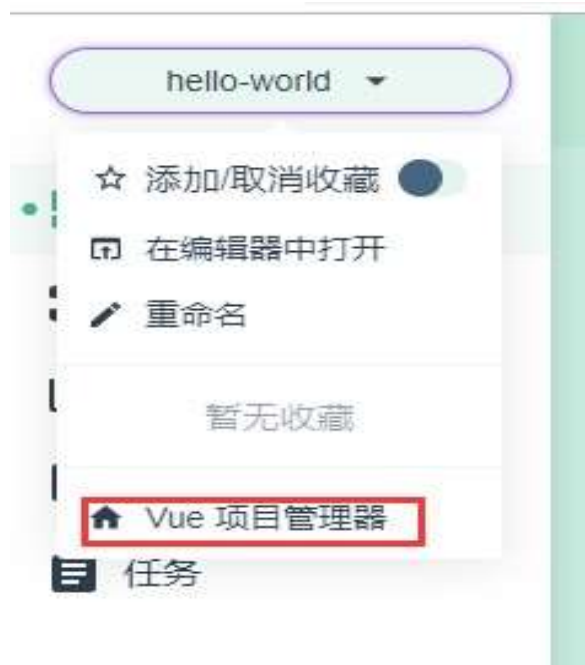 hello-world
添加/取消收藏
在编辑器中打开
重命名
暂无收藏
Vue 项目管理器
任务